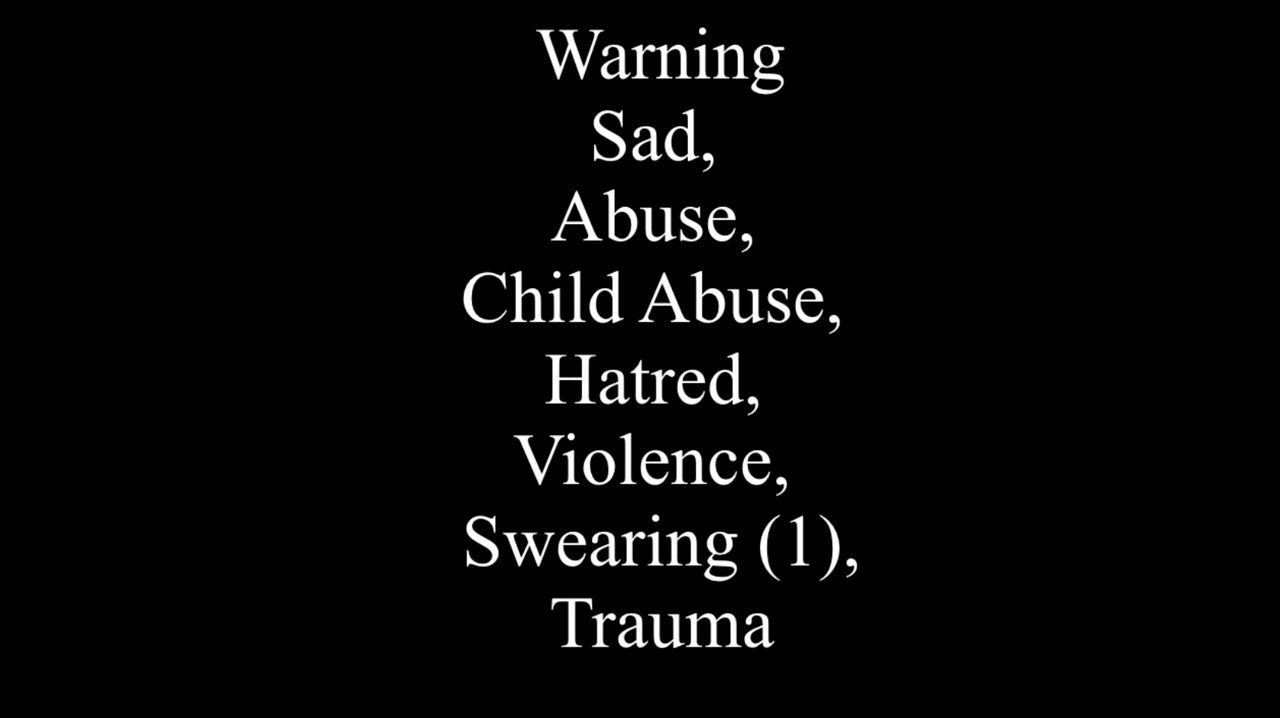 Warning
Sad,
Abuse,
Child Abuse,
Hatred,
Violence,
Swearing (1),
Trauma